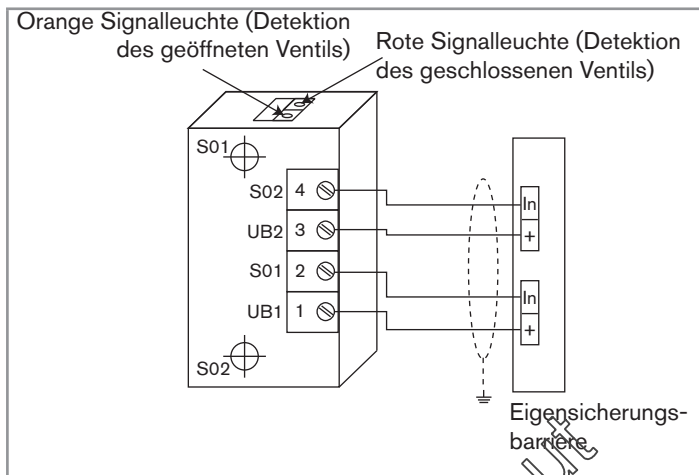 Orange Signalleuchte (Detektion
des geöffneten Ventils)
Rote Signalleuchte (Detektion
des geschlossenen Ventils)
S01
S02 4
UB2 3
S01 2
UB1 1
S02
In
+
In
+
Eigensicherungs-
barriere